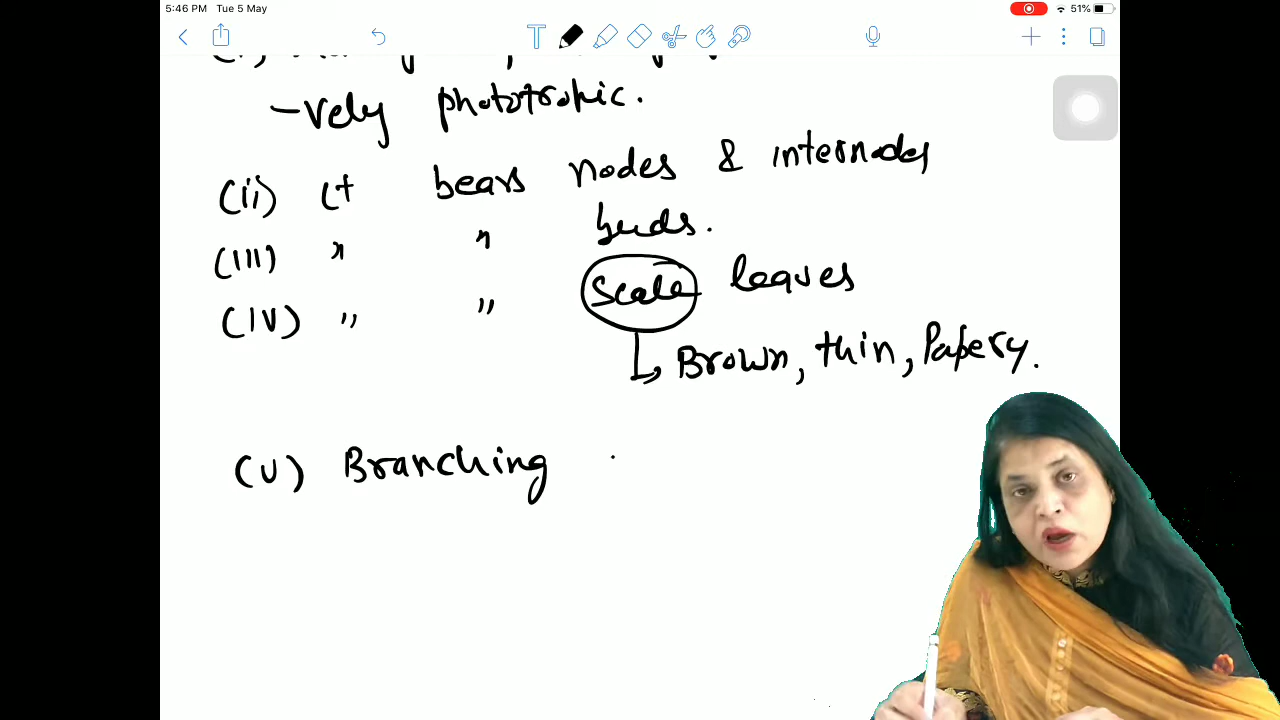 5:46 PM Tue 5 May
51%
T
-vely phototrohic.
(ii) It bears nodes & internodes
(III) " " buds.
(IV) " " Scale leaves
Brown, thin, Papery.
(V) Branching